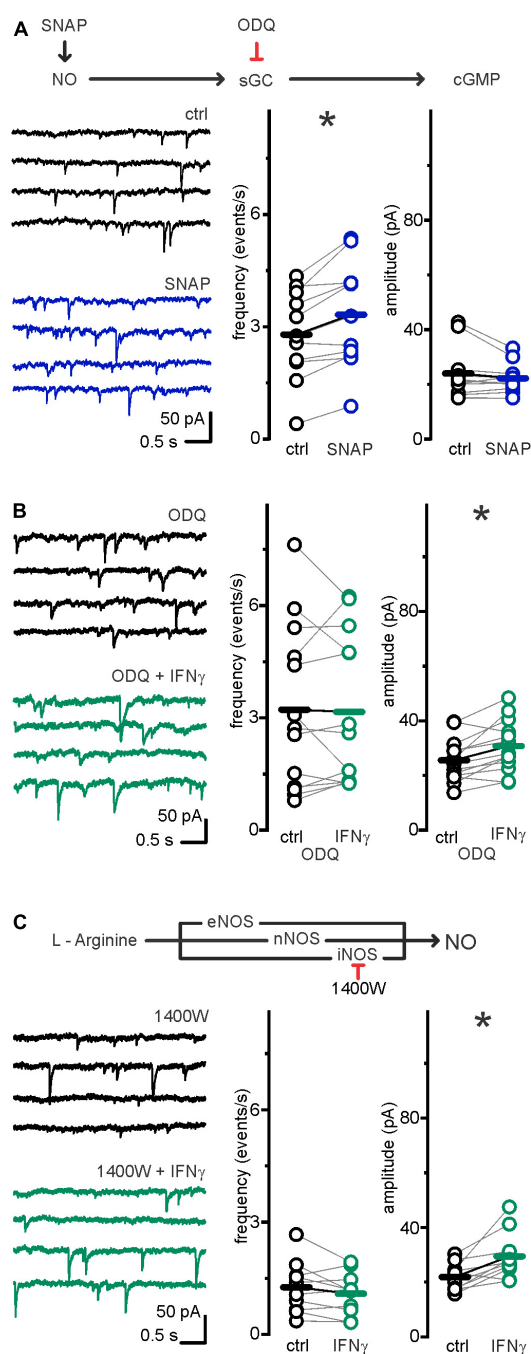 A
SNAP
ODQ
NO
sGC
cGMP
ctrl
SNAP
50 pA
0.5 s
frequency (events/s)
6
3
0
ctrl
SNAP
*
amplitude (pA)
80
40
0
ctrl
SNAP
B
ODQ
ODQ + IFNγ
50 pA
0.5 s
frequency (events/s)
6
3
0
ctrl
IFNγ
ODQ
*
amplitude (pA)
80
40
0
ctrl
IFNγ
ODQ
C
eNOS
L - Arginine
nNOS
NO
iNOS
1400W
1400W
1400W + IFNγ
50 pA
0.5 s
frequency (events/s)
6
3
0
ctrl
IFNγ
*
amplitude (pA)
80
40
0
ctrl
IFNγ